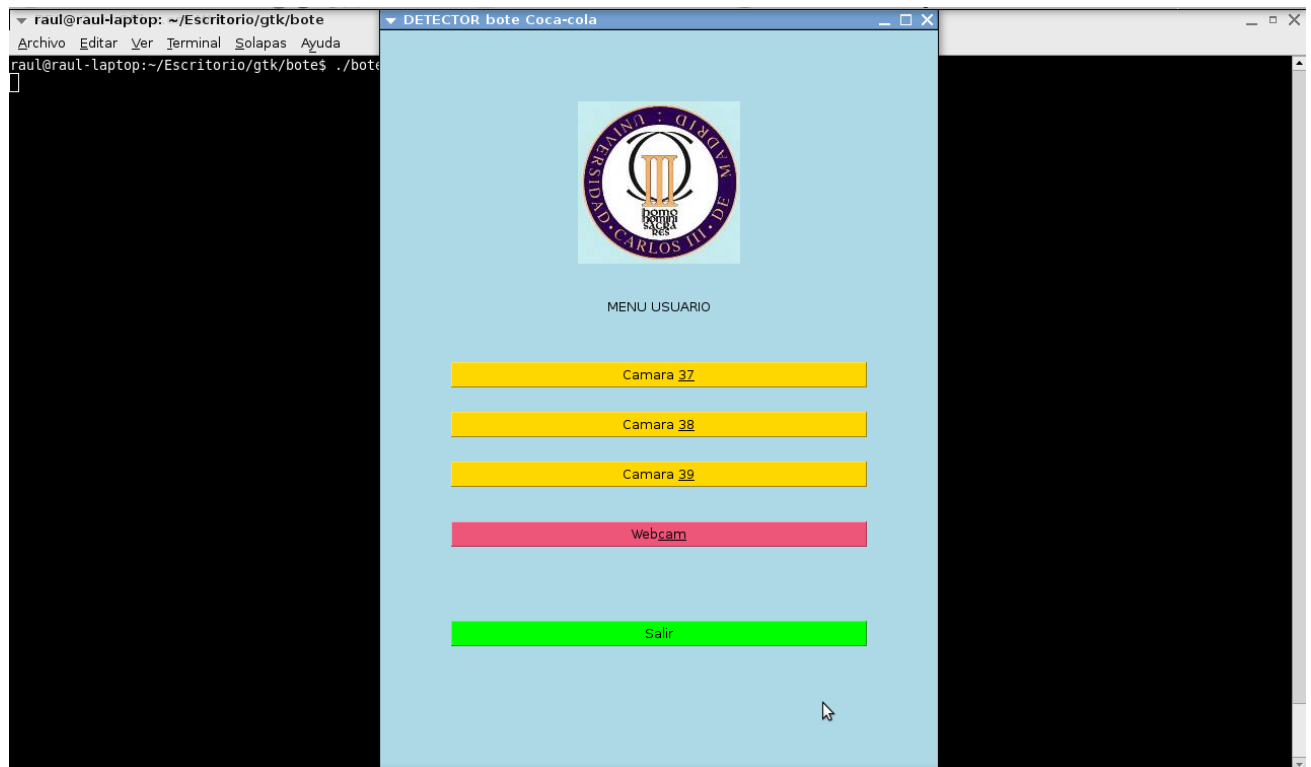 raul@raul-laptop: ~/Escritorio/gtk/bote
Archivo Editar Ver Terminal Solapas Ayuda
raul@raul-laptop:~/Escritorio/gtk/bote$ ./bote
DETECTOR bote Coca-cola
UNIVERSIDAD · CARLOS III · DE MADRID :
homo
homini
SACRA
RES
MENU USUARIO
Camara 37
Camara 38
Camara 39
Webcam
Salir